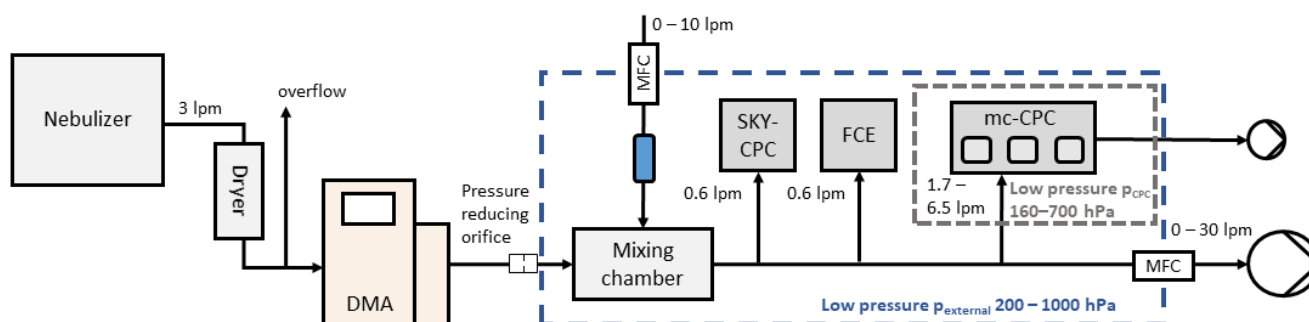 Nebulizer
3 lpm
Dryer
overflow
DMA
Pressure
reducing
orifice
0 – 10 lpm
MFC
Mixing
chamber
SKY-
CPC
0.6 lpm
FCE
0.6 lpm
mc-CPC
1.7 –
6.5 lpm
Low pressure pCPC
160–700 hPa
0 – 30 lpm
MFC
Low pressure pexternal 200 – 1000 hPa